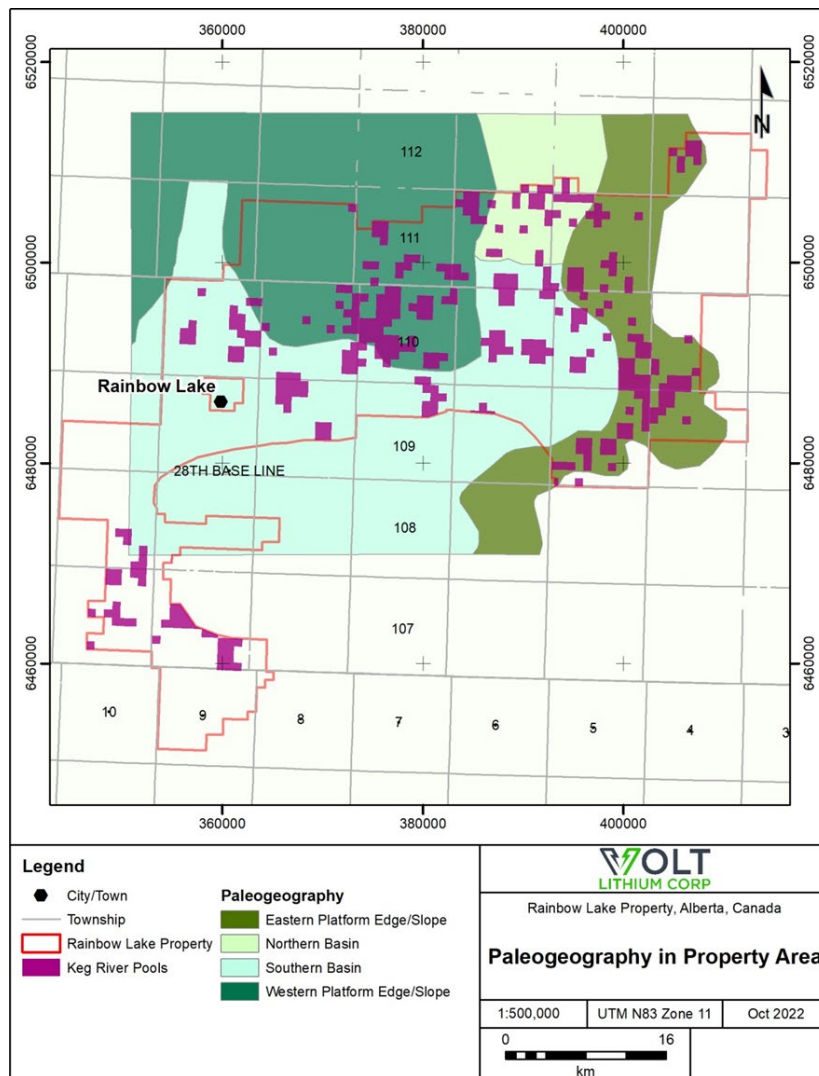 360000 380000 400000
6520000 6520000
N
112
111
6500000 6500000
110
Rainbow Lake
109
6480000 28TH BASE LINE 6480000
108
107
6460000 6460000
10 9 8 7 6 5 4 3
360000 380000 400000
Legend
City/Town
Township
Rainbow Lake Property
Keg River Pools
Paleogeography
Eastern Platform Edge/Slope
Northern Basin
Southern Basin
Western Platform Edge/Slope
VOLT
LITHIUM CORP
Rainbow Lake Property, Alberta, Canada
Paleogeography in Property Area
1:500,000 UTM N83 Zone 11 Oct 2022
0 16
km